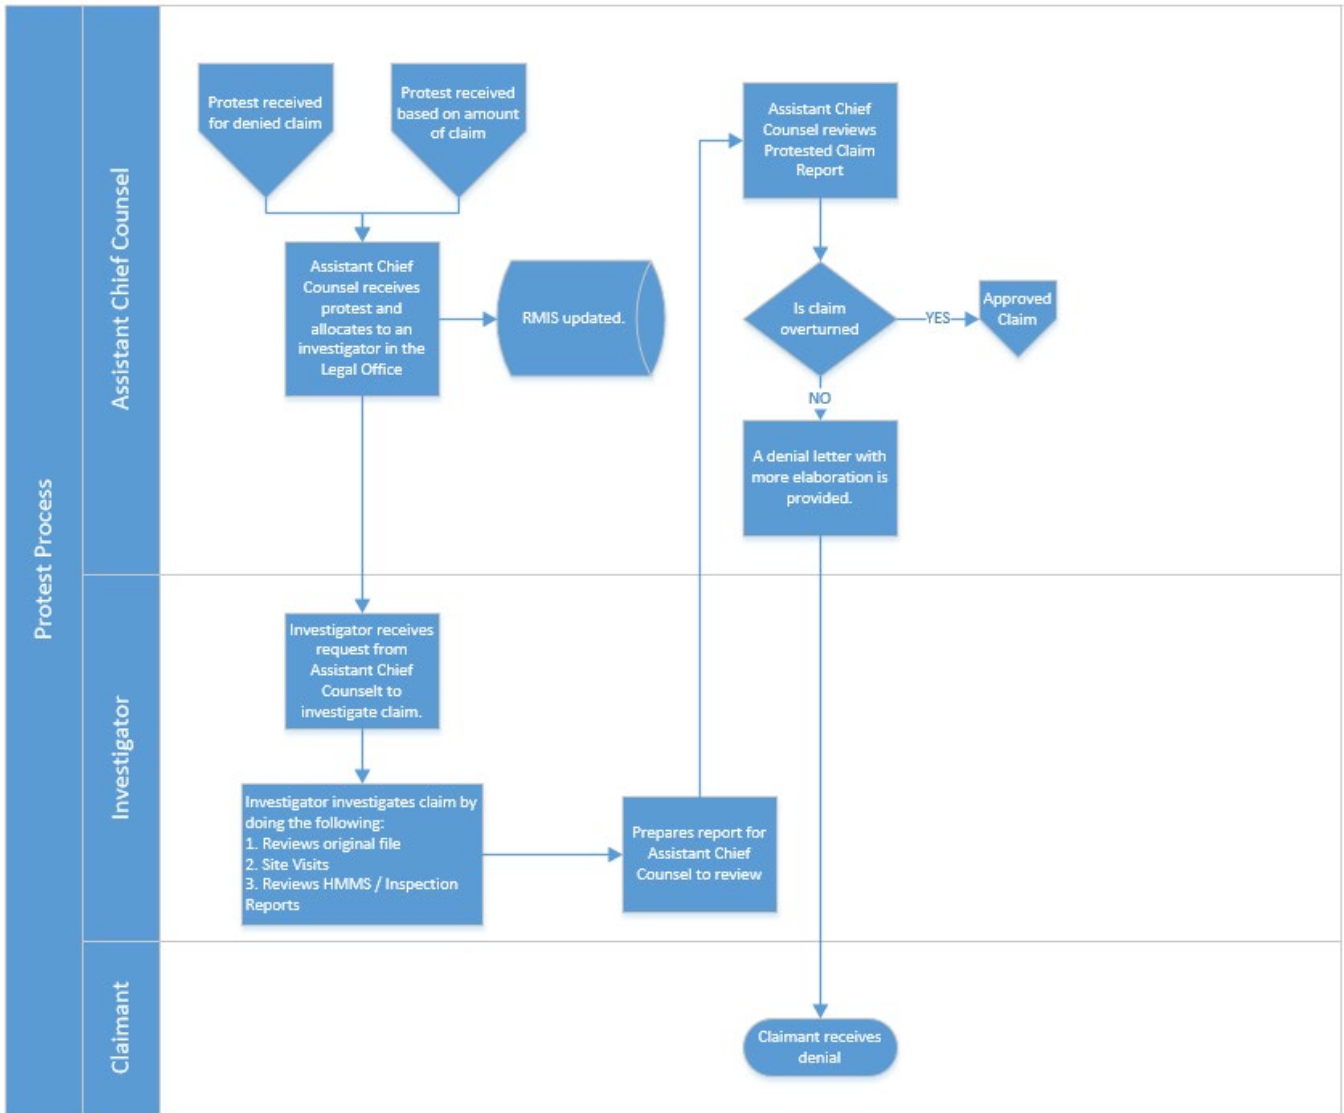 Protest Process
Assistant Chief Counsel
Protest received
for denied claim
Protest received
based on amount
of claim
Assistant Chief
Counsel receives
protest and
allocates to an
investigator in the
Legal Office
RMIS updated.
Assistant Chief
Counsel reviews
Protested Claim
Report
Is claim
overturned
YES
Approved
Claim
NO
A denial letter with
more elaboration is
provided.
Investigator
Investigator receives
request from
Assistant Chief
Counselt to
investigate claim.
Investigator investigates claim by
doing the following:
1. Reviews original file
2. Site Visits
3. Reviews HMMS / Inspection
Reports
Prepares report for
Assistant Chief
Counsel to review
Claimant
Claimant receives
denial